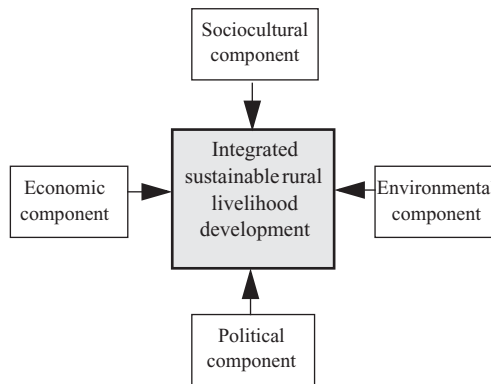 Sociocultural
component
Integrated
sustainable rural
livelihood
development
Economic
component
Environmenta
component
Political
component